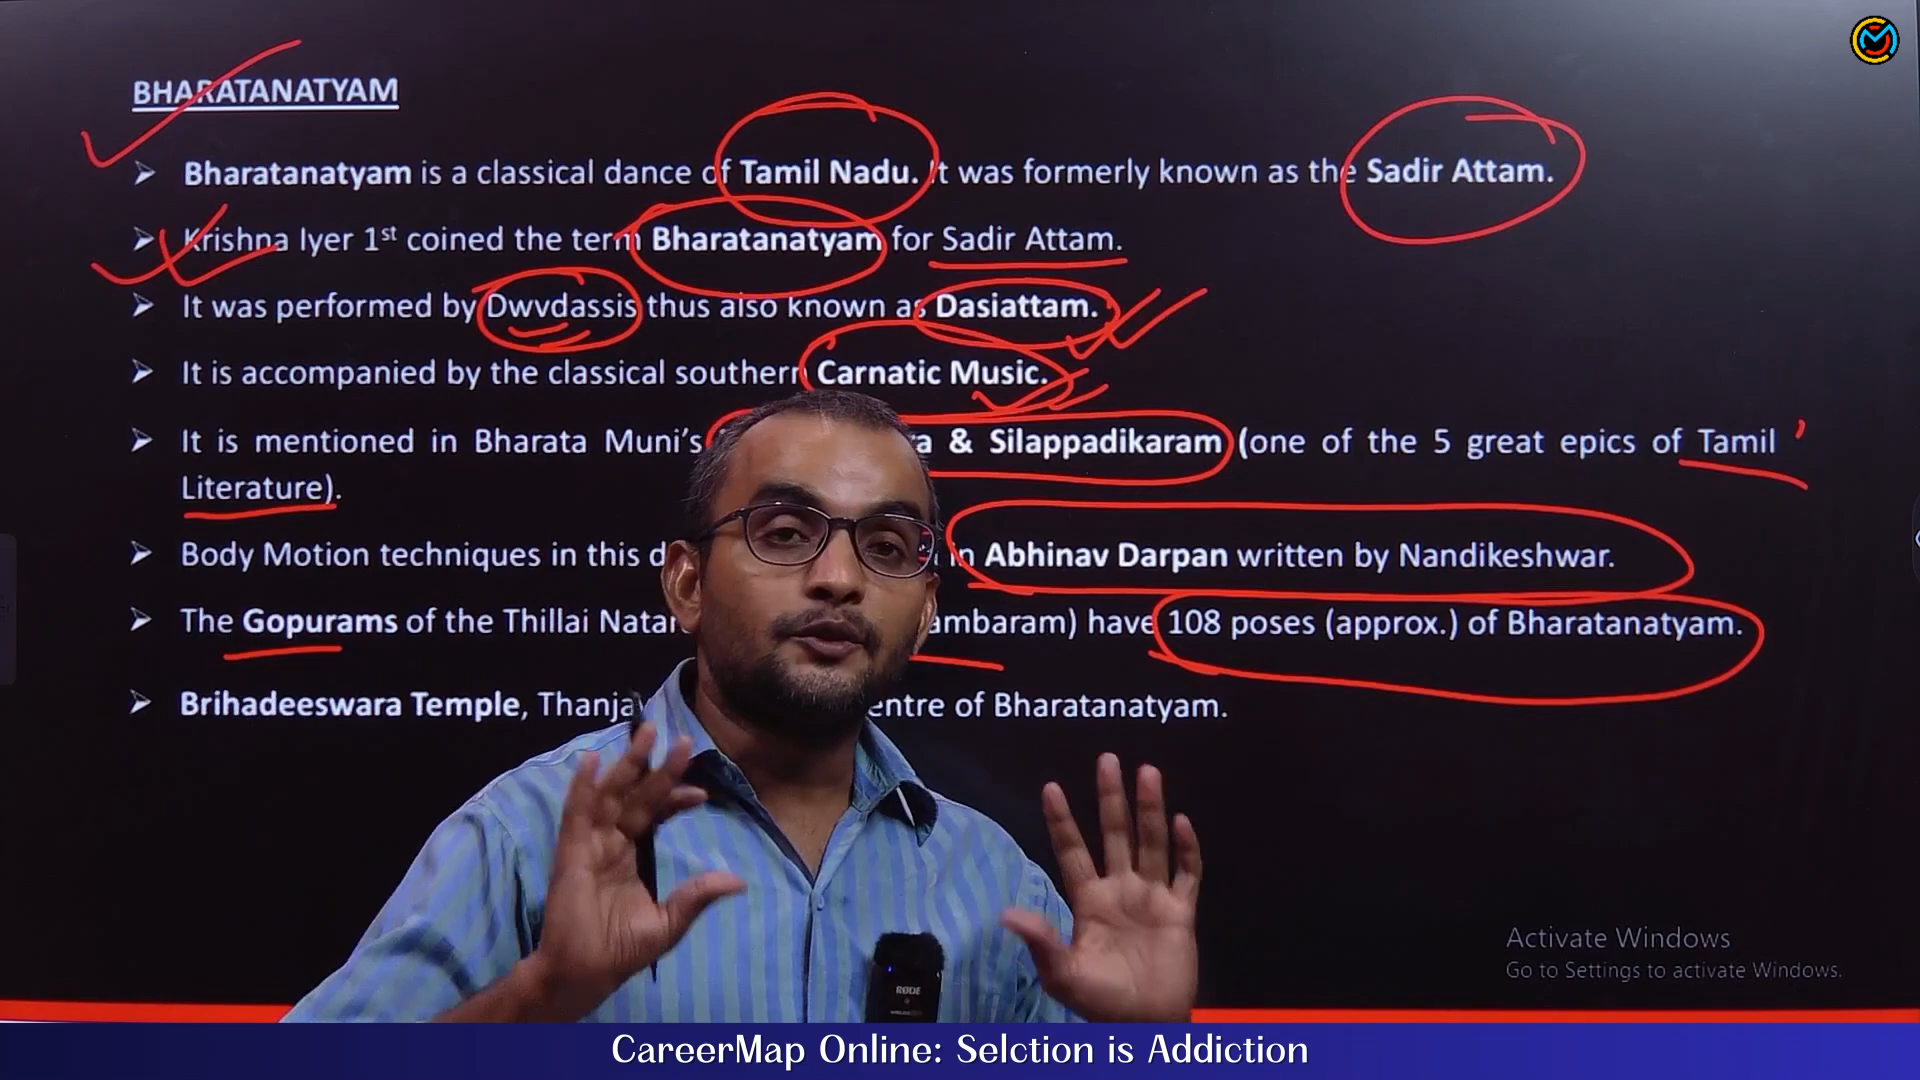 BHARATANATYAM
Bharatanatyam is a classical dance of Tamil Nadu. It was formerly known as the Sadir Attam.
Krishna Iyer 1st coined the term Bharatanatyam for Sadir Attam.
It was performed by Dwvdassis thus also known as Dasiattam.
It is accompanied by the classical southern Carnatic Music.
It is mentioned in Bharata Muni's & Silappadikaram (one of the 5 great epics of Tamil
Literature).
Body Motion techniques in this in Abhinav Darpan written by Nandikeshwar.
The Gopurams of the Thillai ambaram) have 108 poses (approx.) of Bharatanatyam.
Brihadeeswara Temple, entre of Bharatanatyam.
RØDE
Activate Windows
Go to Settings to activate Windows.
CareerMap Online: Selction is Addiction